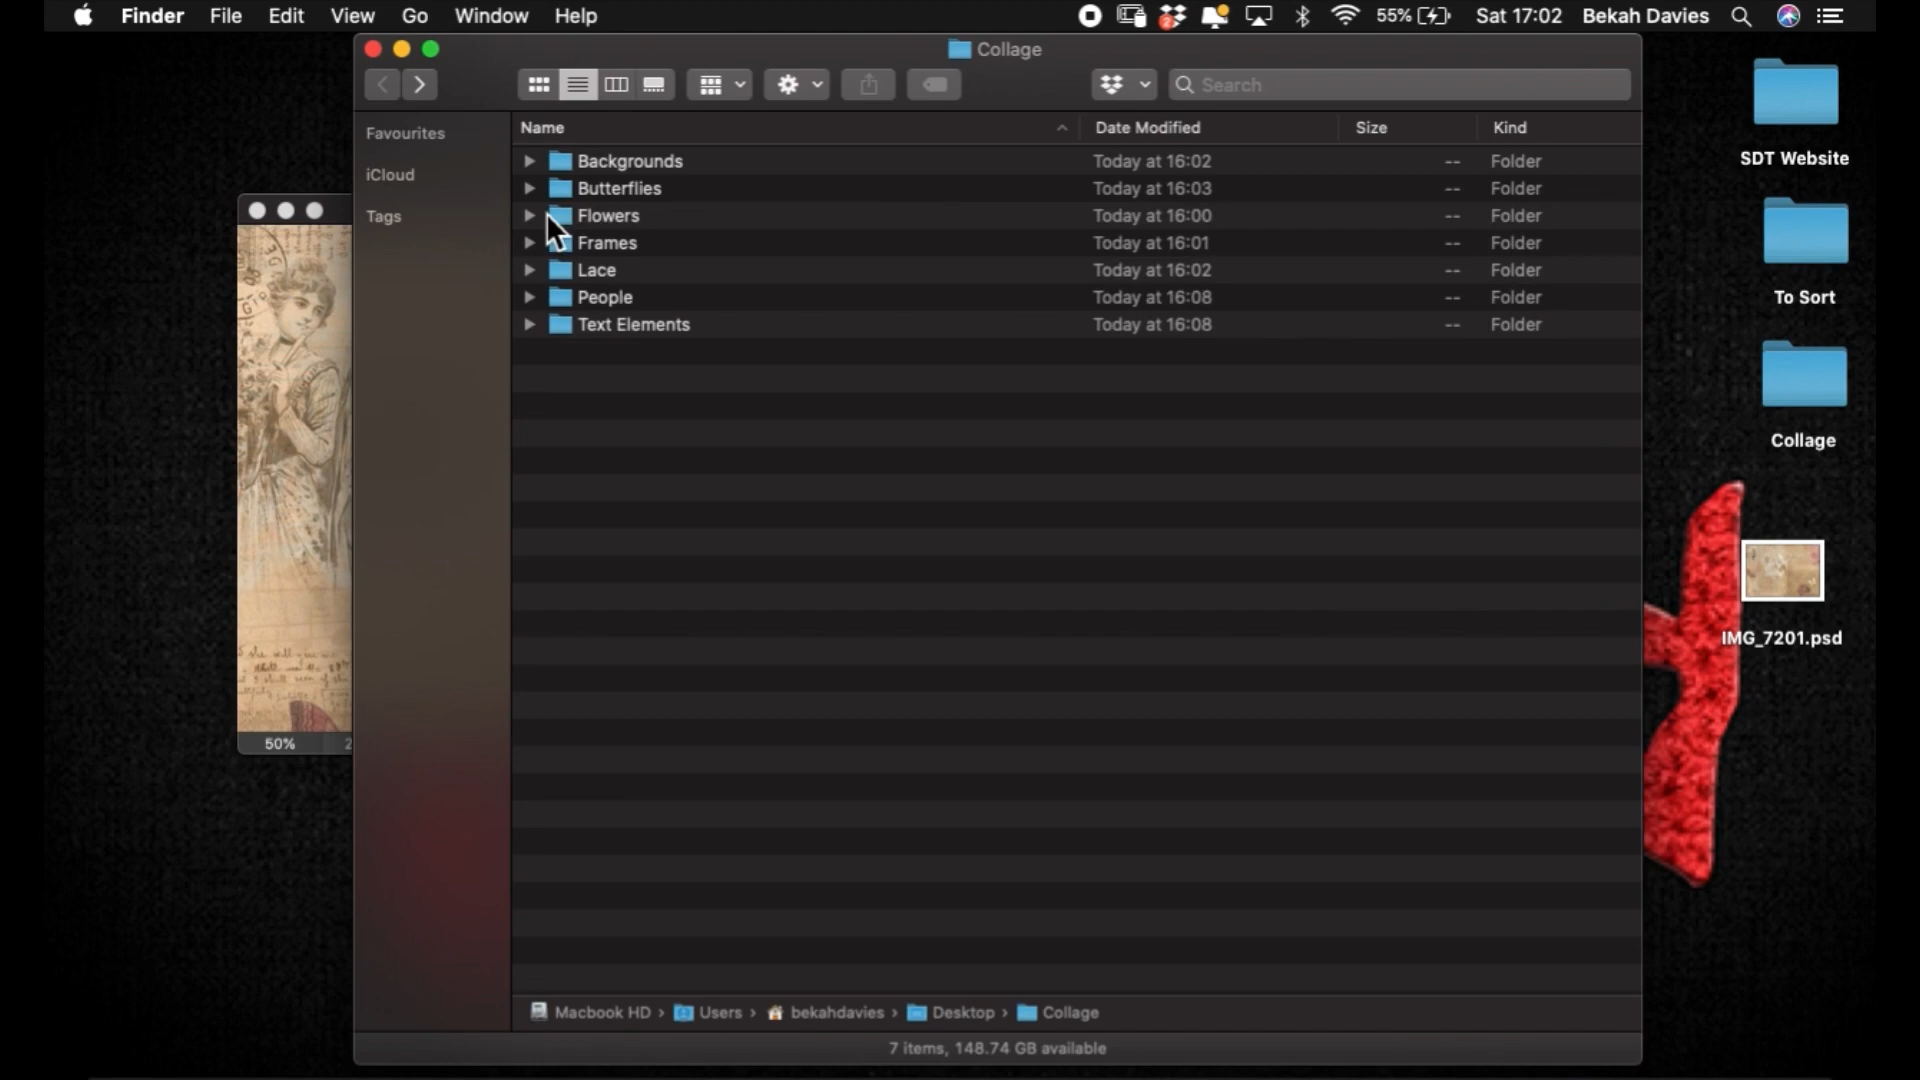 Finder File Edit View Go Window Help 2 55% Sat 17:02 Bekah Davies
Collage
Search
Favourites
iCloud
Tags
Name Date Modified Size Kind
Backgrounds Today at 16:02 -- Folder
Butterflies Today at 16:03 -- Folder
Flowers Today at 16:00 -- Folder
Frames Today at 16:01 -- Folder
Lace Today at 16:02 -- Folder
People Today at 16:08 -- Folder
Text Elements Today at 16:08 -- Folder
Macbook HD › Users › bekahdavies › Desktop › Collage
7 items, 148.74 GB available
50% 2
SDT Website
To Sort
Collage
IMG_7201.psd